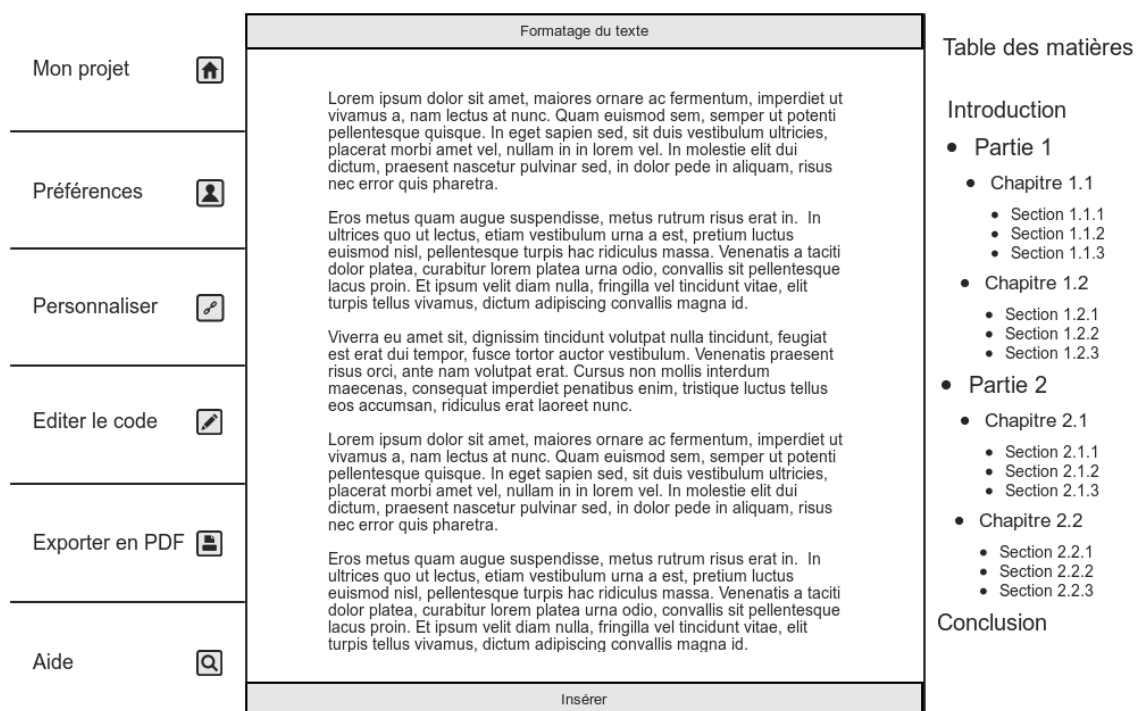 Mon projet
Préférences
Personnaliser
Editer le code
Exporter en PDF
Aide
Formatage du texte
Lorem ipsum dolor sit amet, maiores ornare ac fermentum, imperdiet ut
vivamus a, nam lectus at nunc. Quam euismod sem, semper ut potenti
pellentesque quisque. In eget sapien sed, sit duis vestibulum ultricies,
placerat morbi amet vel, nullam in in lorem vel. In molestie elit dui
dictum, praesent nascetur pulvinar sed, in dolor pede in aliquam, risus
nec error quis pharetra.
Eros metus quam augue suspendisse, metus rutrum risus erat in.  In
ultrices quo ut lectus, etiam vestibulum urna a est, pretium luctus
euismod nisl, pellentesque turpis hac ridiculus massa. Venenatis a taciti
dolor platea, curabitur lorem platea urna odio, convallis sit pellentesque
lacus proin. Et ipsum velit diam nulla, fringilla vel tincidunt vitae, elit
turpis tellus vivamus, dictum adipiscing convallis magna id.
Viverra eu amet sit, dignissim tincidunt volutpat nulla tincidunt, feugiat
est erat dui tempor, fusce tortor auctor vestibulum. Venenatis praesent
risus orci, ante nam volutpat erat. Cursus non mollis interdum
maecenas, consequat imperdiet penatibus enim, tristique luctus tellus
eos accumsan, ridiculus erat laoreet nunc.
Lorem ipsum dolor sit amet, maiores ornare ac fermentum, imperdiet ut
vivamus a, nam lectus at nunc. Quam euismod sem, semper ut potenti
pellentesque quisque. In eget sapien sed, sit duis vestibulum ultricies,
placerat morbi amet vel, nullam in in lorem vel. In molestie elit dui
dictum, praesent nascetur pulvinar sed, in dolor pede in aliquam, risus
nec error quis pharetra.
Eros metus quam augue suspendisse, metus rutrum risus erat in.  In
ultrices quo ut lectus, etiam vestibulum urna a est, pretium luctus
euismod nisl, pellentesque turpis hac ridiculus massa. Venenatis a taciti
dolor platea, curabitur lorem platea urna odio, convallis sit pellentesque
lacus proin. Et ipsum velit diam nulla, fringilla vel tincidunt vitae, elit
turpis tellus vivamus, dictum adipiscing convallis magna id.
Insérer
Table des matières
Introduction
• Partie 1
• Chapitre 1.1
• Section 1.1.1
• Section 1.1.2
• Section 1.1.3
• Chapitre 1.2
• Section 1.2.1
• Section 1.2.2
• Section 1.2.3
• Partie 2
• Chapitre 2.1
• Section 2.1.1
• Section 2.1.2
• Section 2.1.3
• Chapitre 2.2
• Section 2.2.1
• Section 2.2.2
• Section 2.2.3
Conclusion